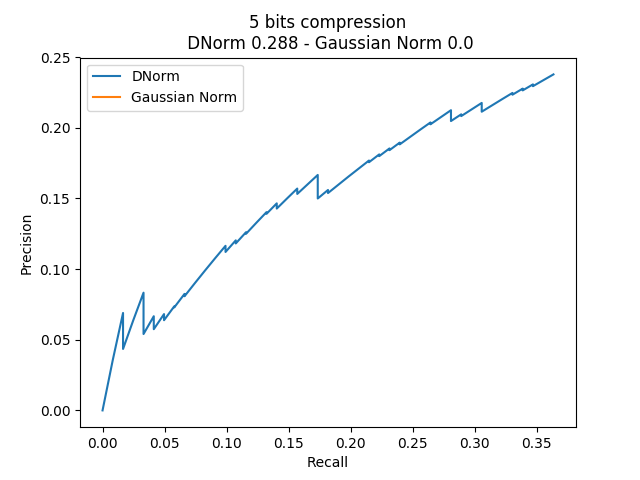 5 bits compression
DNorm 0.288 - Gaussian Norm 0.0
DNorm
Gaussian Norm
0.25
0.20
0.15
0.10
0.05
0.00
Precision
0.00 0.05 0.10 0.15 0.20 0.25 0.30 0.35
Recall